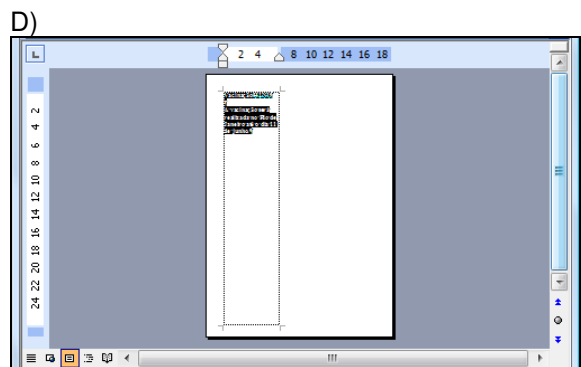 D)
2 4 8 10 12 14 16 18
A vacinação será
realizada no Rio de
Janeiro até o dia 11
de junho.¶
2
4
6
8
10
12
14
16
18
20
22
24